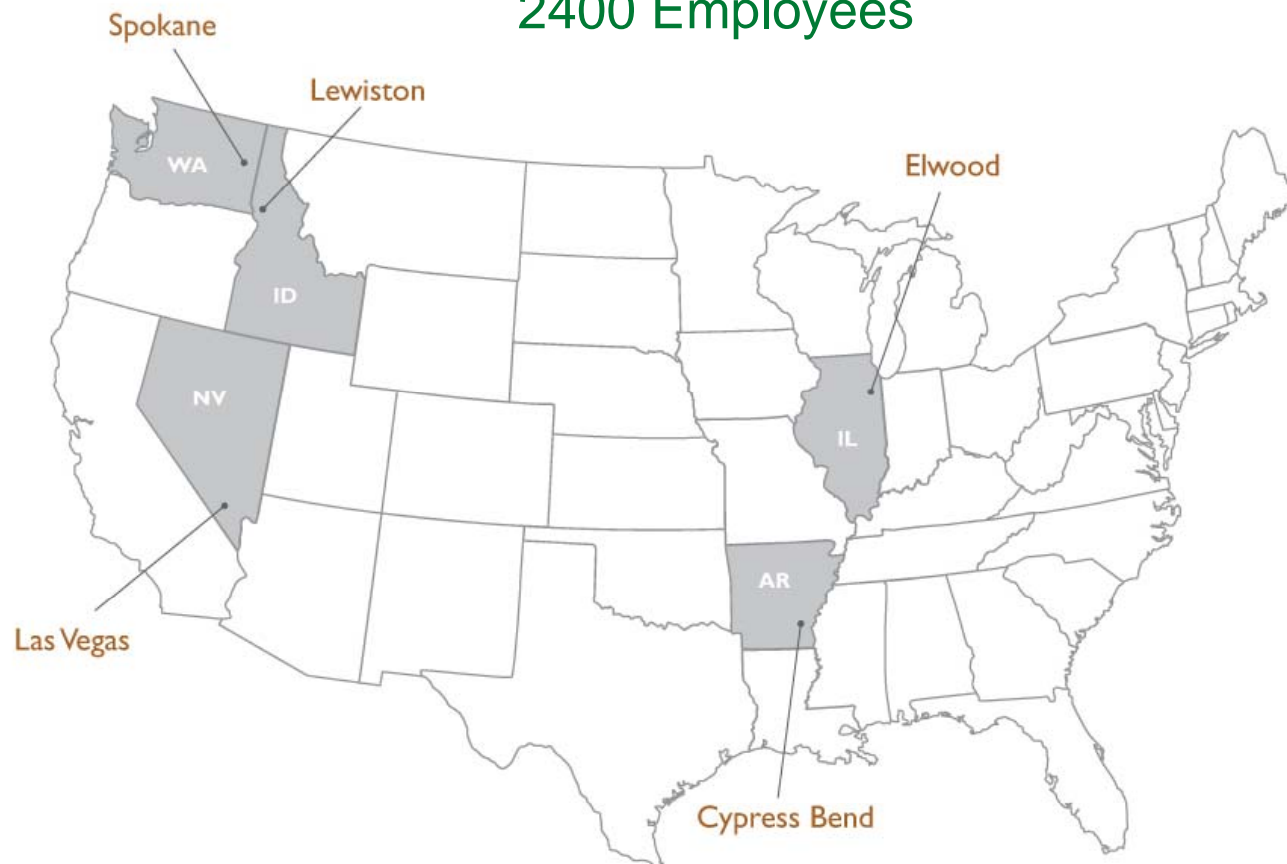 2400 Employees
Spokane
Lewiston
Elwood
WA
ID
NV
IL
AR
Las Vegas
Cypress Bend